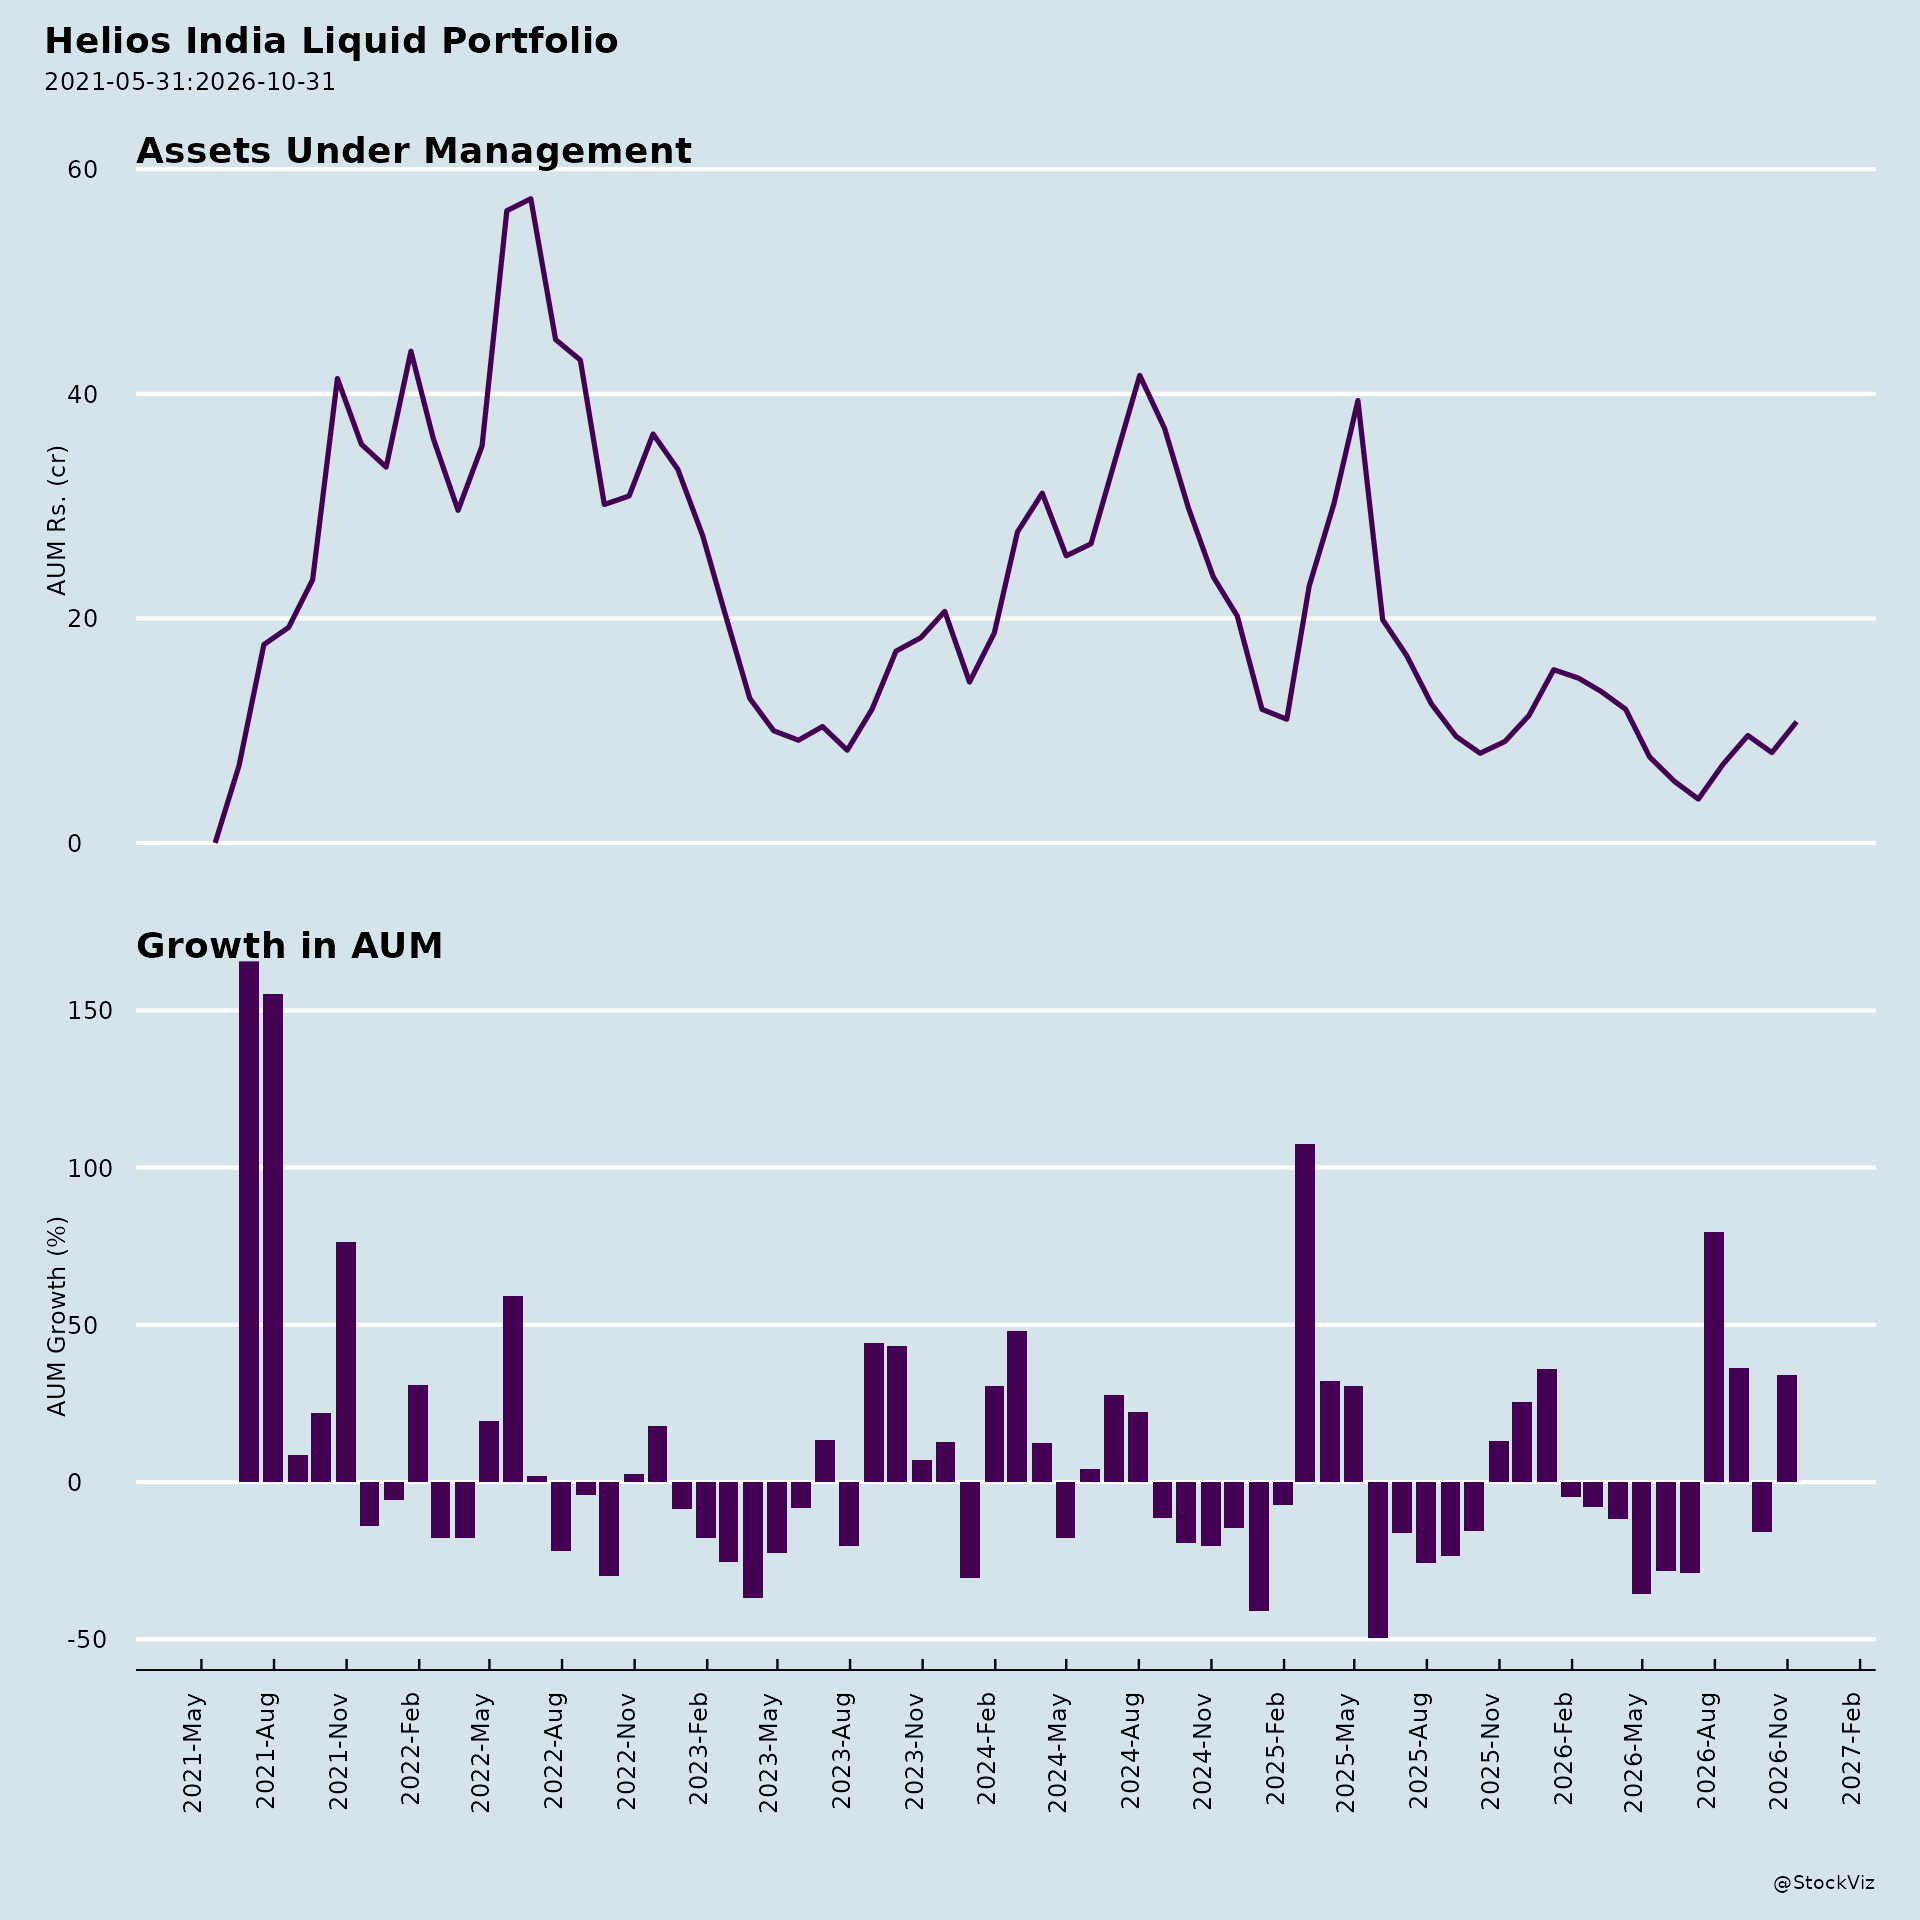 Helios India Liquid Portfolio
2021-05-31:2026-10-31
Assets Under Management
60
40
20
0
AUM Rs. (cr)
Growth in AUM
150
100
50
0
-50
AUM Growth (%)
2021-May
2021-Aug
2021-Nov
2022-Feb
2022-May
2022-Aug
2022-Nov
2023-Feb
2023-May
2023-Aug
2023-Nov
2024-Feb
2024-May
2024-Aug
2024-Nov
2025-Feb
2025-May
2025-Aug
2025-Nov
2026-Feb
2026-May
2026-Aug
2026-Nov
2027-Feb
@StockViz